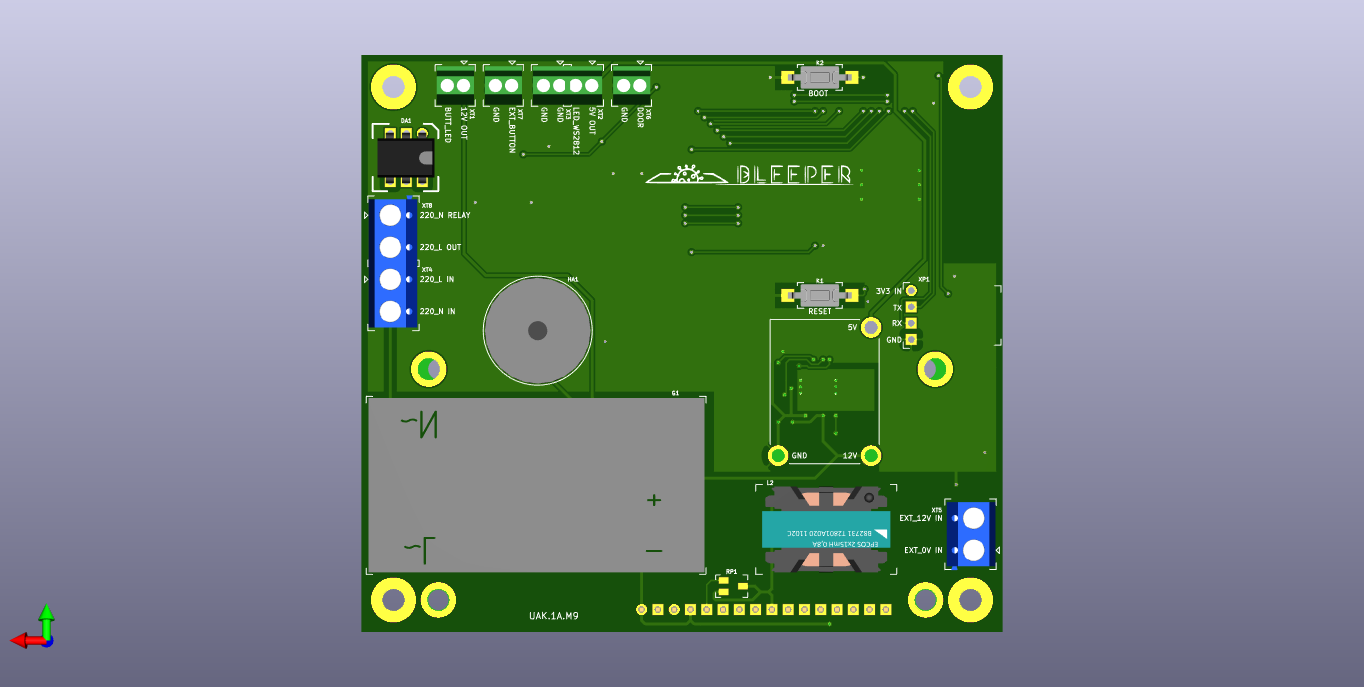 K2
BOOT
XT1
XT7
XT3
XT2
XT6
BUTT_LED
12V OUT
GND
EXT_BUTTON
GND
GND
LED_WS2812
5V OUT
GND
DOOR
DA1
BLEEPER
XT8
220_N RELAY
220_L OUT
XT4
220_L IN
220_N IN
HA1
K1
RESET
XP1
3V3 IN
TX
RX
GND
5V
GND
12V
G1
~N
+
~L
−
L2
B82731 T2801A020 1102C
EPCOS 2x15mH 0,8A
XT5
EXT_12V IN
EXT_0V IN
RP1
UAK.1A.M9